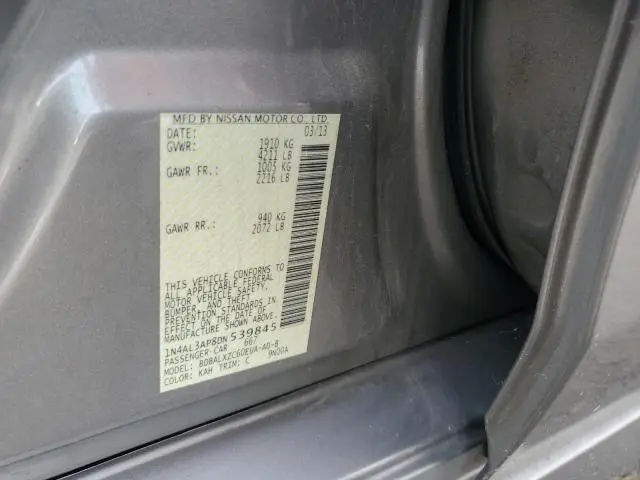 MFD BY NISSAN MOTOR CO., LTD.
DATE: 03/13
GVWR: 1910 KG
4211 LB
GAWR FR.: 1005 KG
2216 LB
GAWR RR.: 940 KG
2072 LB
THIS VEHICLE CONFORMS TO
ALL APPLICABLE FEDERAL
MOTOR VEHICLE SAFETY,
BUMPER, AND THEFT
PREVENTION STANDARDS IN
EFFECT ON THE DATE OF
MANUFACTURE SHOWN ABOVE.
1N4AL3AP8DN539845
PASSENGER CAR 667
MODEL: BDBALXZC60EUA-A0-B
COLOR: KAH TRIM: C 9N00A